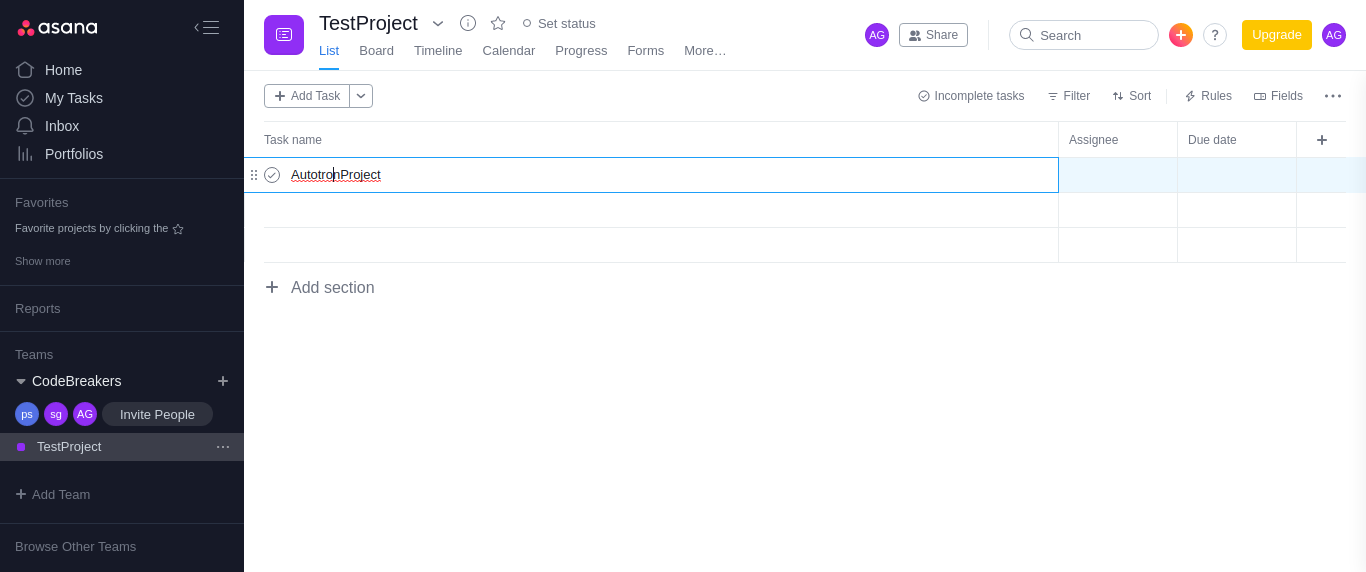 asana
Home
My Tasks
Inbox
Portfolios
Favorites
Favorite projects by clicking the
Show more
Reports
Teams
CodeBreakers
ps sg AG Invite People
TestProject
Add Team
Browse Other Teams
TestProject
Set status
List Board Timeline Calendar Progress Forms More…
AG Share Search ? Upgrade AG
Add Task
Incomplete tasks Filter Sort Rules Fields
Task name Assignee Due date
AutotronProject
Add section